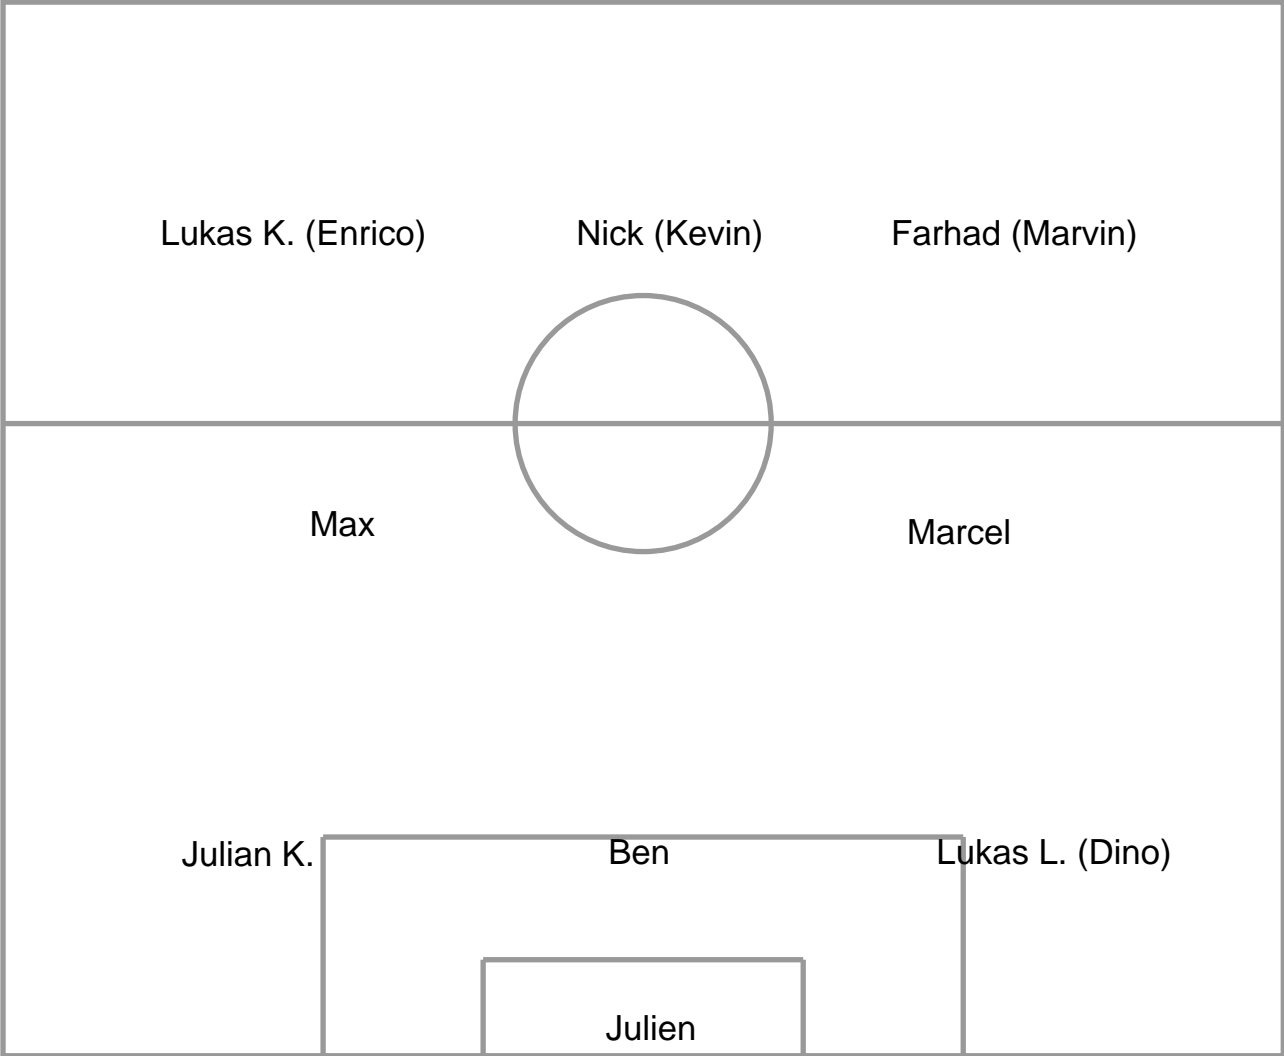 Lukas K. (Enrico) Nick (Kevin) Farhad (Marvin)
Max Marcel
Julian K. Ben Lukas L. (Dino)
Julien